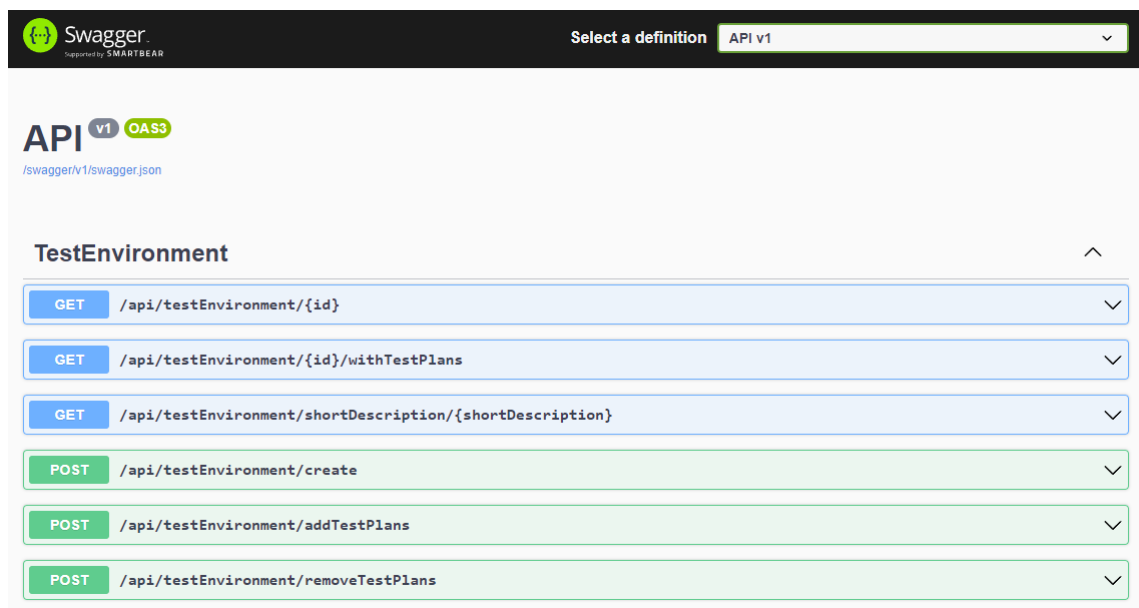 {··} Swagger.
Supported by SMARTBEAR
Select a definition API v1
API v1 OAS3
/swagger/v1/swagger.json
TestEnvironment
GET /api/testEnvironment/{id}
GET /api/testEnvironment/{id}/withTestPlans
GET /api/testEnvironment/shortDescription/{shortDescription}
POST /api/testEnvironment/create
POST /api/testEnvironment/addTestPlans
POST /api/testEnvironment/removeTestPlans